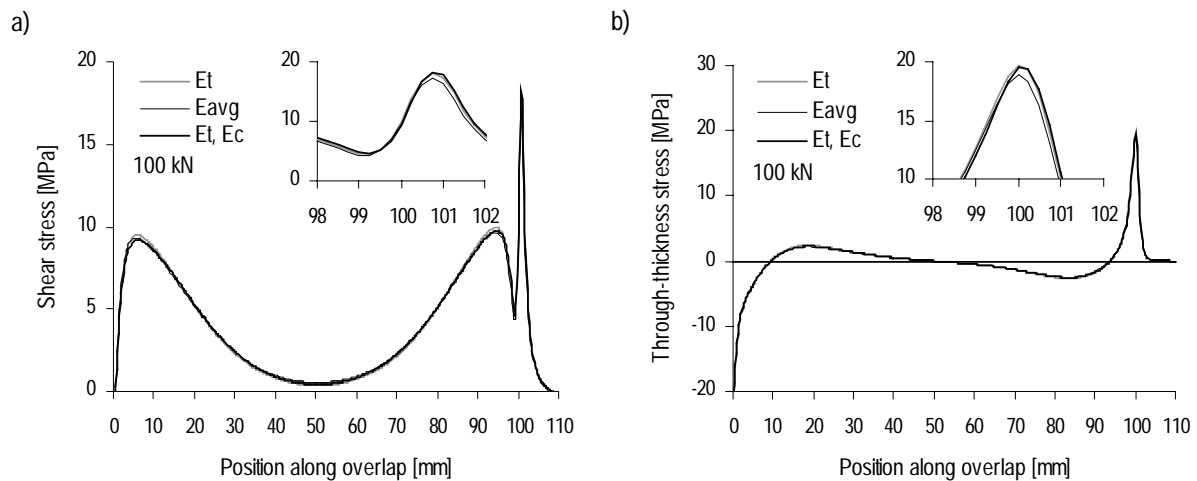 a)
Shear stress [MPa]
20
15
10
5
0
Et
Eavg
Et, Ec
100 kN
20
10
0
98 99 100 101 102
0 10 20 30 40 50 60 70 80 90 100 110
Position along overlap [mm]
b)
Through-thickness stress [MPa]
30
20
10
0
-10
-20
Et
Eavg
Et, Ec
100 kN
20
15
10
98 99 100 101 102
0 10 20 30 40 50 60 70 80 90 100 110
Position along overlap [mm]